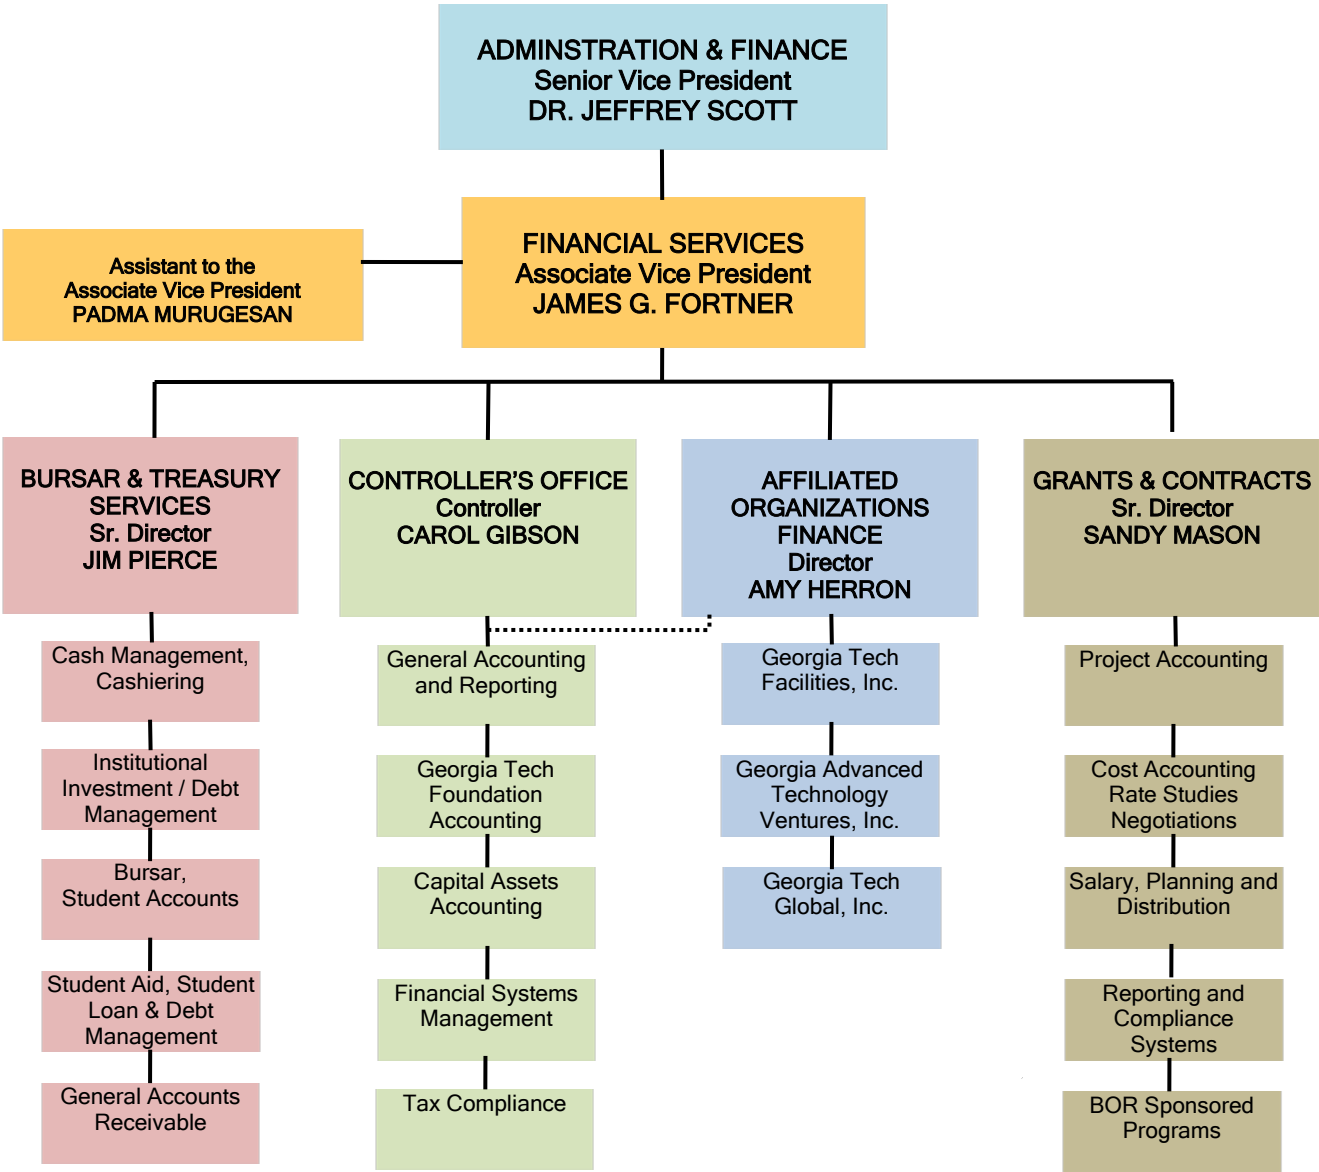 ADMINSTRATION & FINANCE
Senior Vice President
DR. JEFFREY SCOTT
FINANCIAL SERVICES
Associate Vice President
JAMES G. FORTNER
Assistant to the
Associate Vice President
PADMA MURUGESAN
BURSAR & TREASURY
SERVICES
Sr. Director
JIM PIERCE
Cash Management,
Cashiering
Institutional
Investment / Debt
Management
Bursar,
Student Accounts
Student Aid, Student
Loan & Debt
Management
General Accounts
Receivable
CONTROLLER’S OFFICE
Controller
CAROL GIBSON
General Accounting
and Reporting
Georgia Tech
Foundation
Accounting
Capital Assets
Accounting
Financial Systems
Management
Tax Compliance
AFFILIATED
ORGANIZATIONS
FINANCE
Director
AMY HERRON
Georgia Tech
Facilities, Inc.
Georgia Advanced
Technology
Ventures, Inc.
Georgia Tech
Global, Inc.
GRANTS & CONTRACTS
Sr. Director
SANDY MASON
Project Accounting
Cost Accounting
Rate Studies
Negotiations
Salary, Planning and
Distribution
Reporting and
Compliance
Systems
BOR Sponsored
Programs